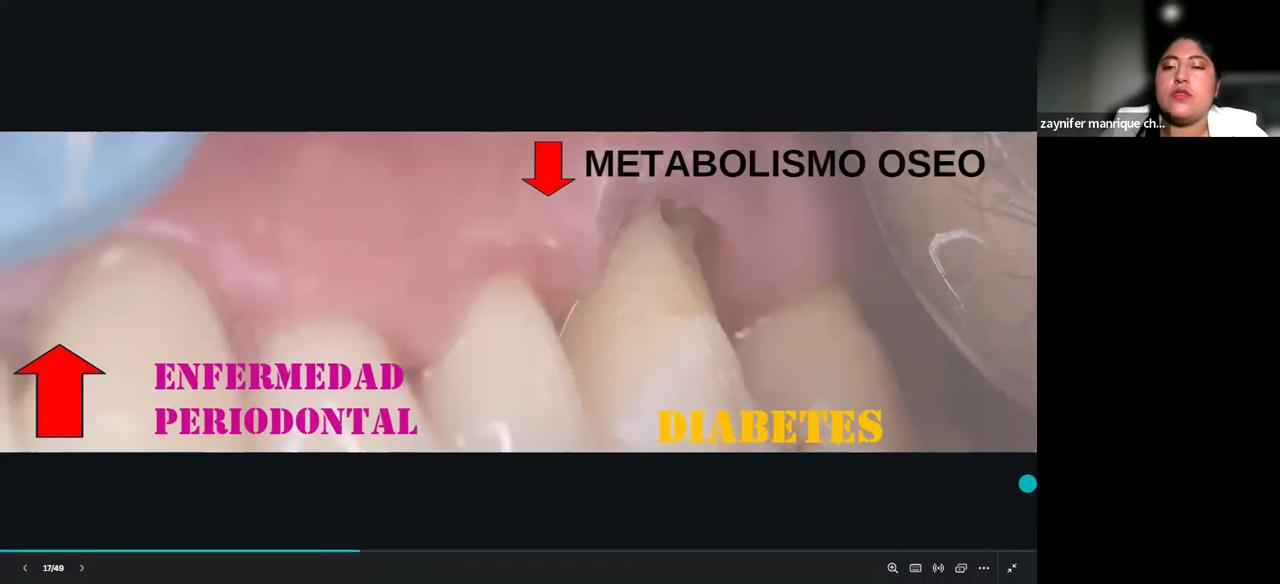 METABOLISMO OSEO
ENFERMEDAD
PERIODONTAL
DIABETES
zaynifer manrique ch...
17/49